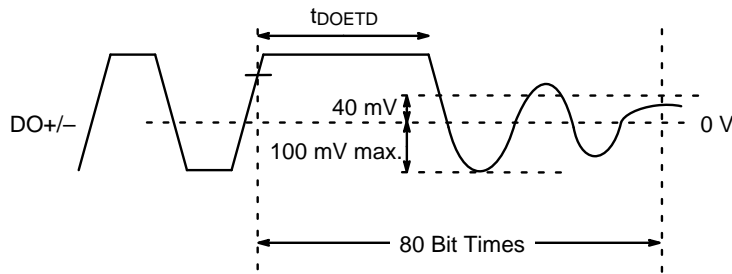 tDOETD
40 mV
DO+/–
0 V
100 mV max.
80 Bit Times